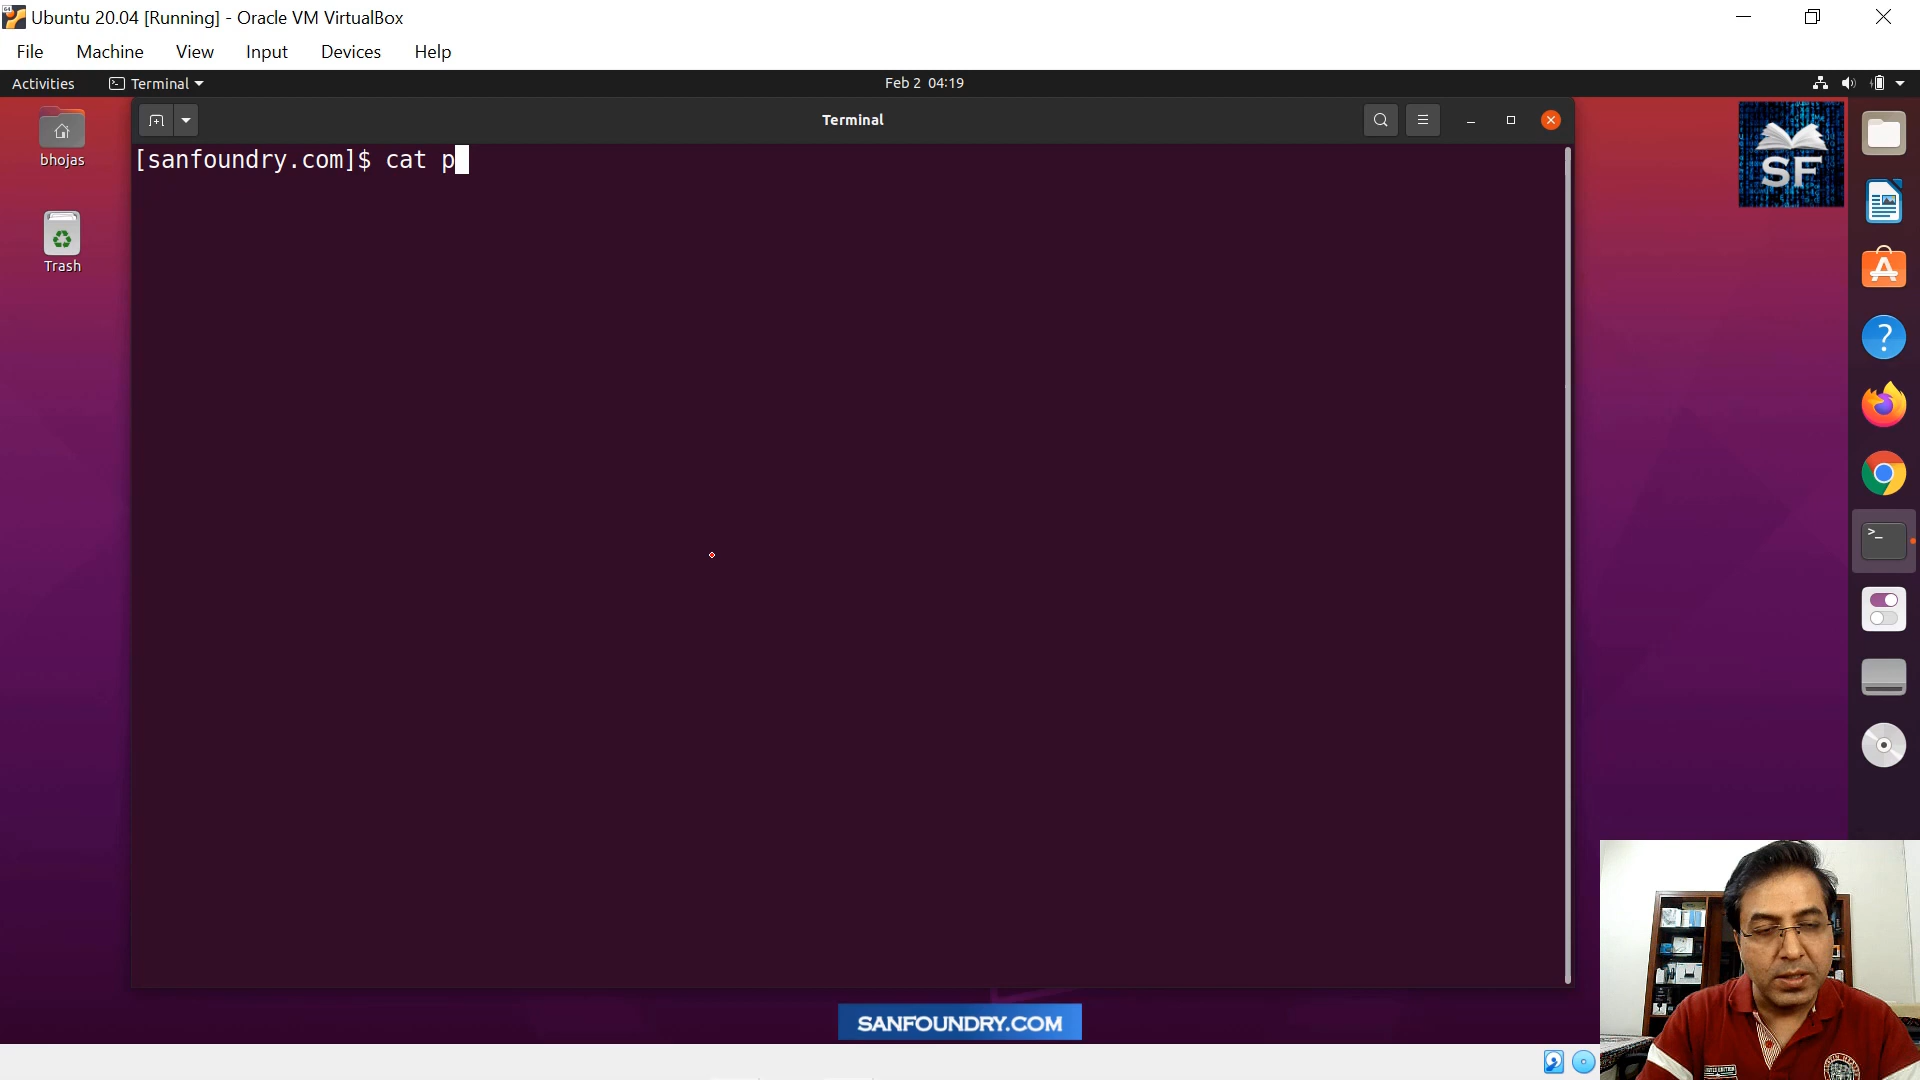 Ubuntu 20.04 [Running] - Oracle VM VirtualBox
File Machine View Input Devices Help
Activities Terminal Feb 2 04:19
Terminal
bhojas
Trash
[sanfoundry.com]$ cat p
SF
SANFOUNDRY.COM